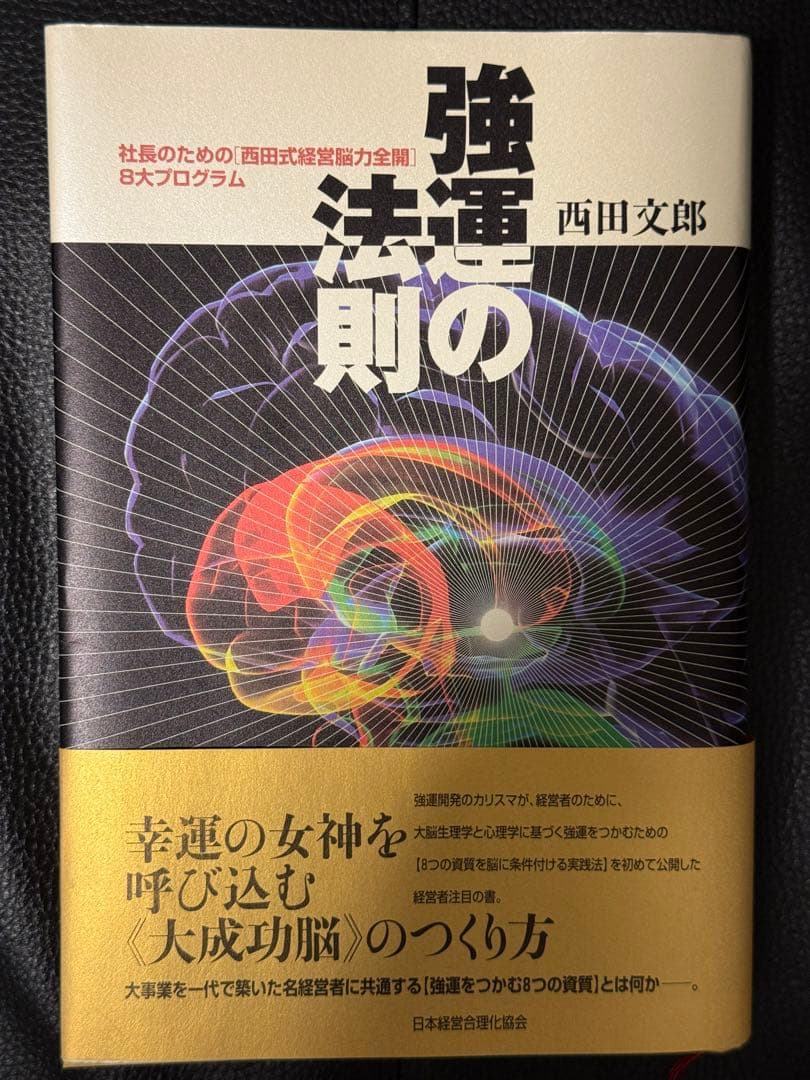 強運の
法則
社長のための［西田式経営脳力全開］
8大プログラム
西田文郎
幸運の女神を
呼び込む
《大成功脳》のつくり方
強運開発のカリスマが、経営者のために、
大脳生理学と心理学に基づく強運をつかむための
【8つの資質を脳に条件付ける実践法】を初めて公開した
経営者注目の書。
大事業を一代で築いた名経営者に共通する【強運をつかむ8つの資質】とは何か――。
日本経営合理化協会